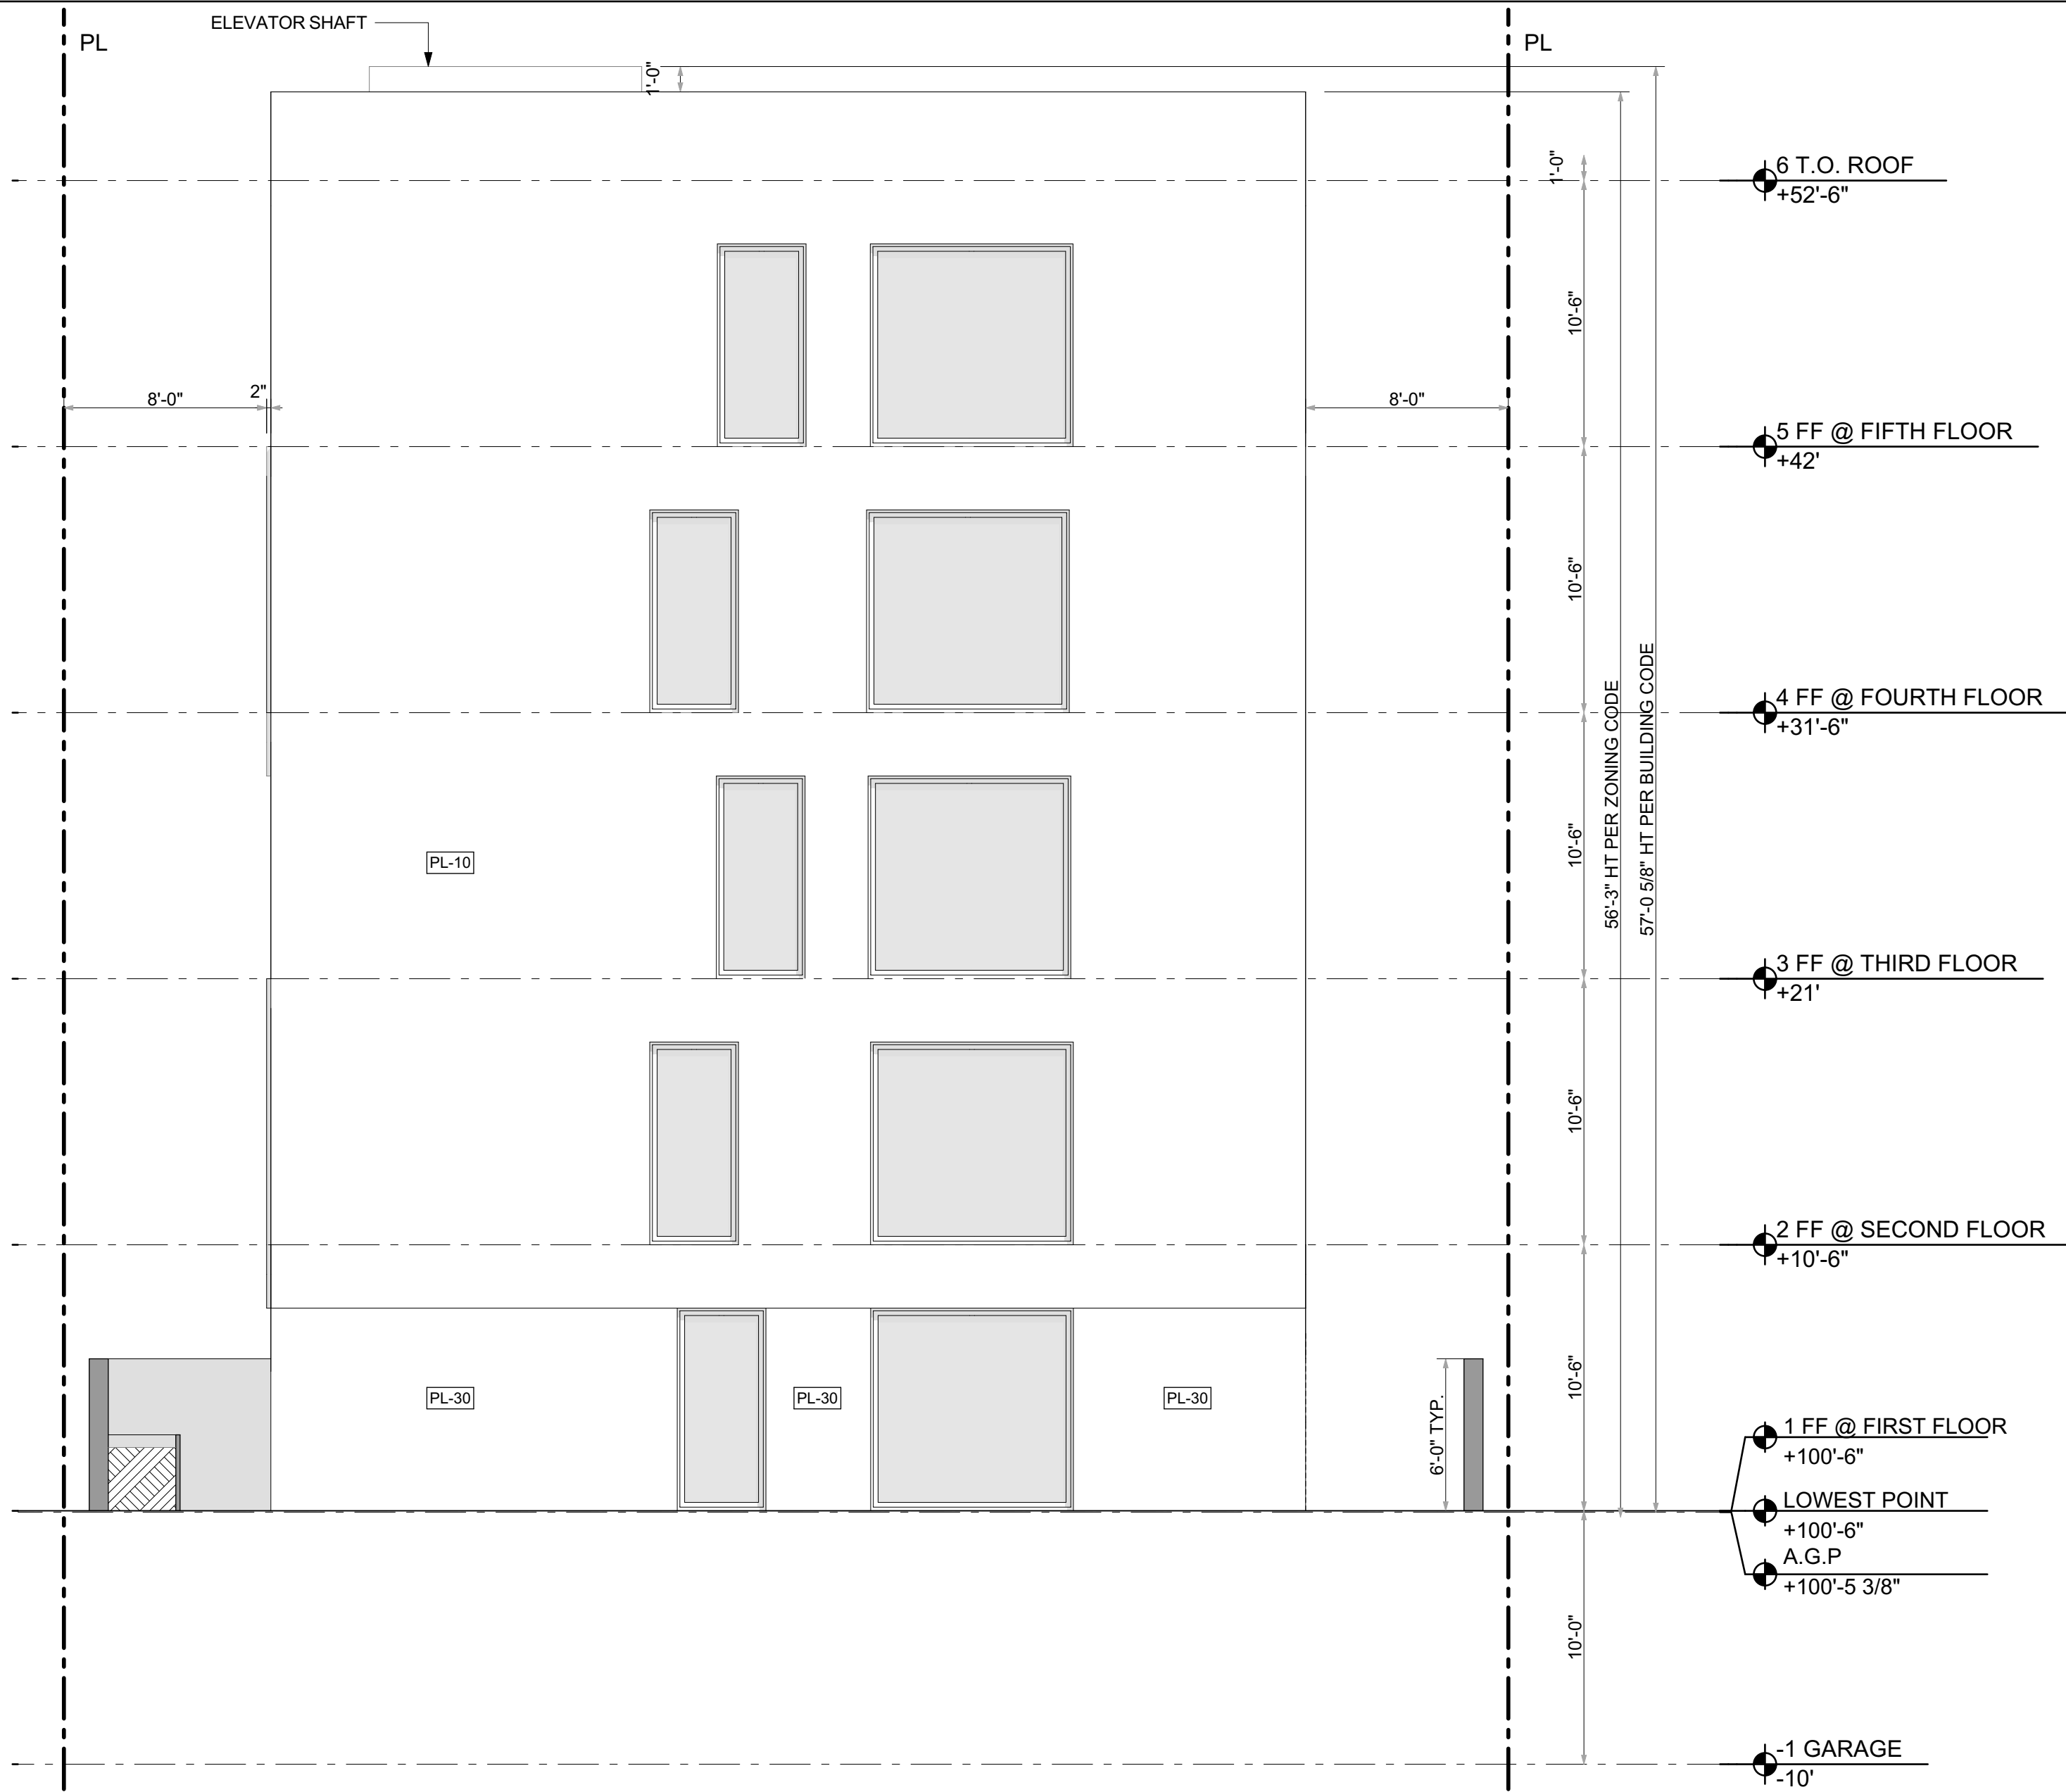 ELEVATOR SHAFT
PL
PL
1'-0"
1'-0"
6 T.O. ROOF
+52'-6"
10'-6"
8'-0"
2"
8'-0"
5 FF @ FIFTH FLOOR
+42'
10'-6"
56'-3" HT PER ZONING CODE
57'-0 5/8" HT PER BUILDING CODE
4 FF @ FOURTH FLOOR
+31'-6"
10'-6"
PL-10
3 FF @ THIRD FLOOR
+21'
10'-6"
2 FF @ SECOND FLOOR
+10'-6"
10'-6"
PL-30
PL-30
PL-30
6'-0" TYP.
1 FF @ FIRST FLOOR
+100'-6"
LOWEST POINT
+100'-6"
A.G.P
+100'-5 3/8"
10'-0"
-1 GARAGE
-10'